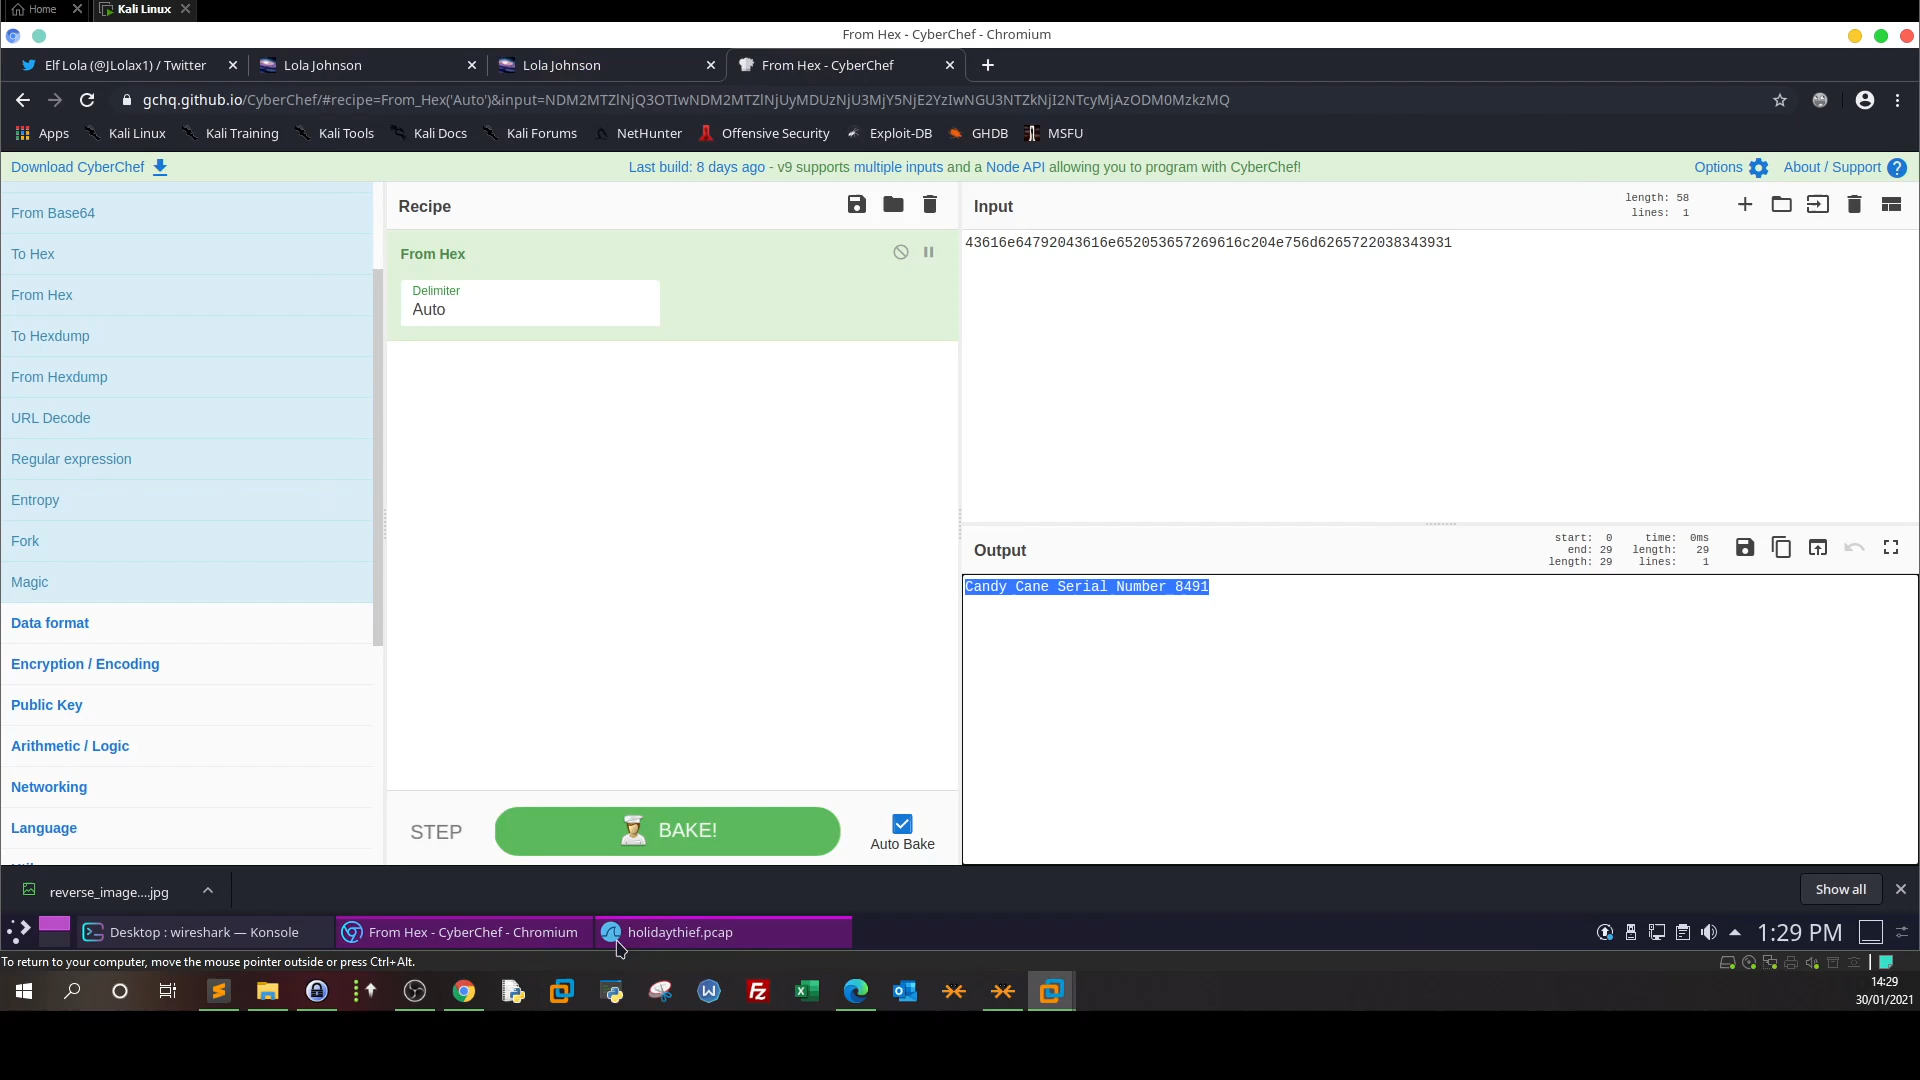 Home
Kali Linux
From Hex - CyberChef - Chromium
Elf Lola (@JLolax1) / Twitter
Lola Johnson
Lola Johnson
From Hex - CyberChef
gchq.github.io/CyberChef/#recipe=From_Hex('Auto')&input=NDM2MTZlNjQ3OTIwNDM2MTZlNjUyMDUzNjU3MjY5NjE2YzIwNGU3NTZkNjI2NTcyMjAzODM0MzkzMQ
Apps
Kali Linux
Kali Training
Kali Tools
Kali Docs
Kali Forums
NetHunter
Offensive Security
Exploit-DB
GHDB
MSFU
Download CyberChef
Last build: 8 days ago - v9 supports multiple inputs and a Node API allowing you to program with CyberChef!
Options
About / Support
From Base64
To Hex
From Hex
To Hexdump
From Hexdump
URL Decode
Regular expression
Entropy
Fork
Magic
Data format
Encryption / Encoding
Public Key
Arithmetic / Logic
Networking
Language
Recipe
From Hex
Delimiter
Auto
STEP
BAKE!
Auto Bake
Input
length: 58
lines: 1
43616e64792043616e652053657269616c204e756d6265722038343931
Output
start: 0
end: 29
length: 29
time: 0ms
length: 29
lines: 1
Candy Cane Serial Number 8491
reverse_image....jpg
Show all
Desktop : wireshark — Konsole
From Hex - CyberChef - Chromium
holidaythief.pcap
1:29 PM
To return to your computer, move the mouse pointer outside or press Ctrl+Alt.
14:29
30/01/2021